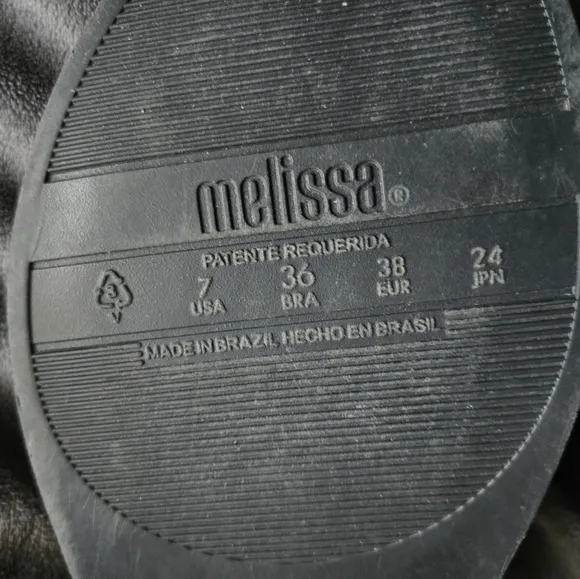 melissa®
PATENTE REQUERIDA
3 7 36 38 24
USA BRA EUR JPN
MADE IN BRAZIL HECHO EN BRASIL